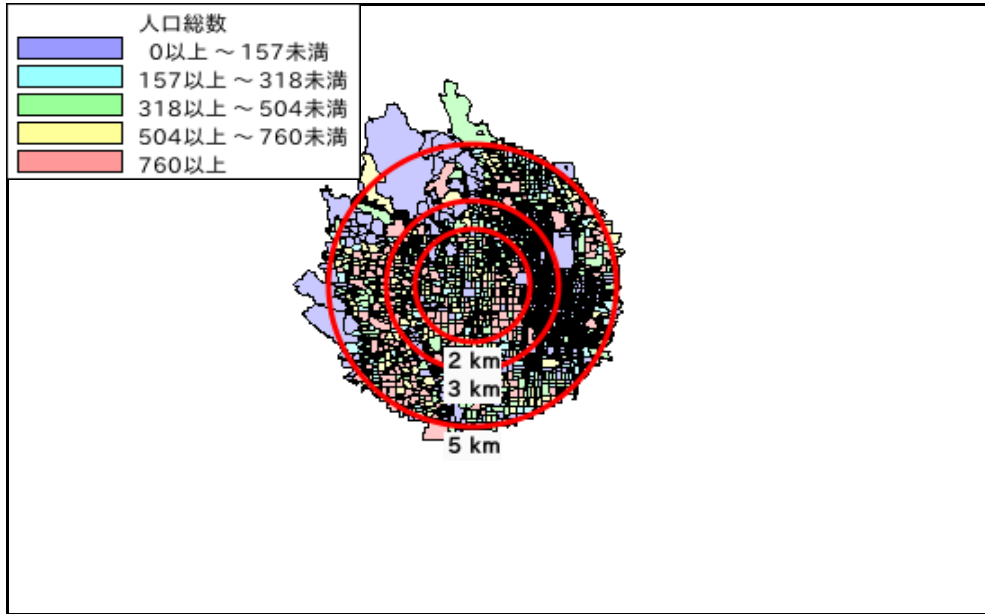 人口総数
0以上 ～ 157未満
157以上 ～ 318未満
318以上 ～ 504未満
504以上 ～ 760未満
760以上
2 km
3 km
5 km